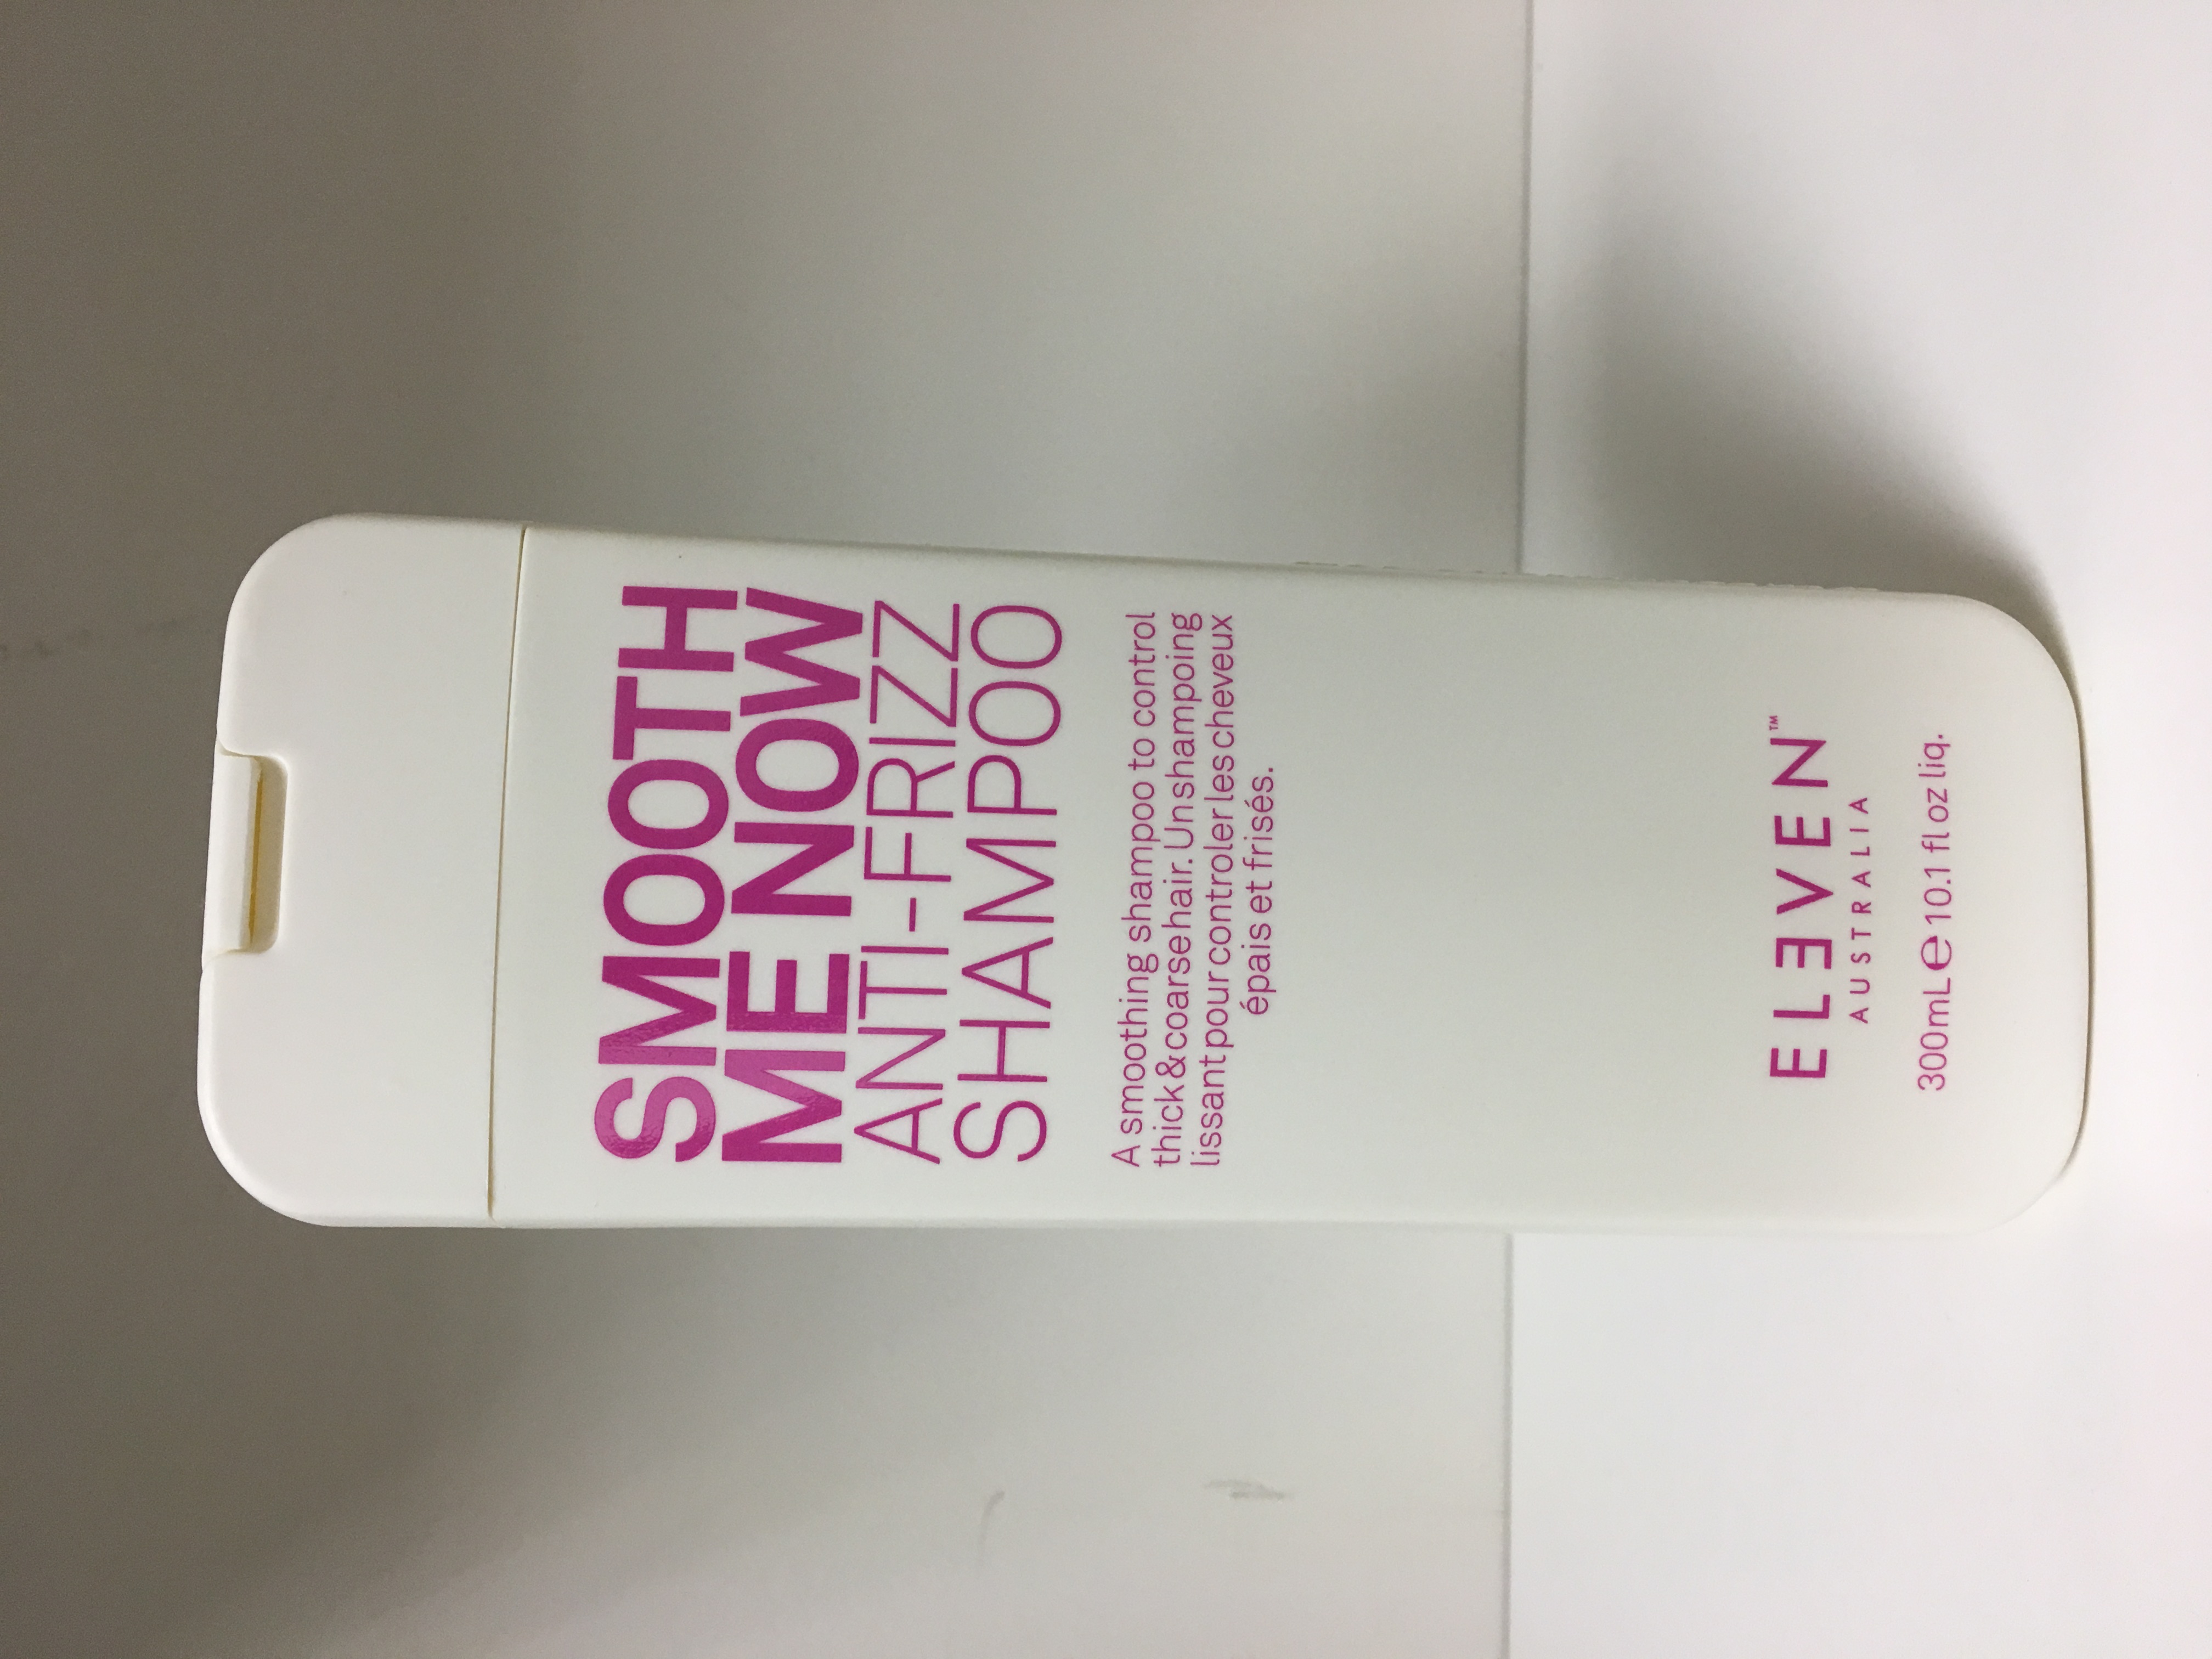 SMOOTH
ME NOW
ANTI-FRIZZ
SHAMPOO
A smoothing shampoo to control
thick & coarse hair. Un shampoing
lissant pour controler les cheveux
épais et frisés.
ELEVEN™
AUSTRALIA
300mL ℮ 10.1 fl oz liq.